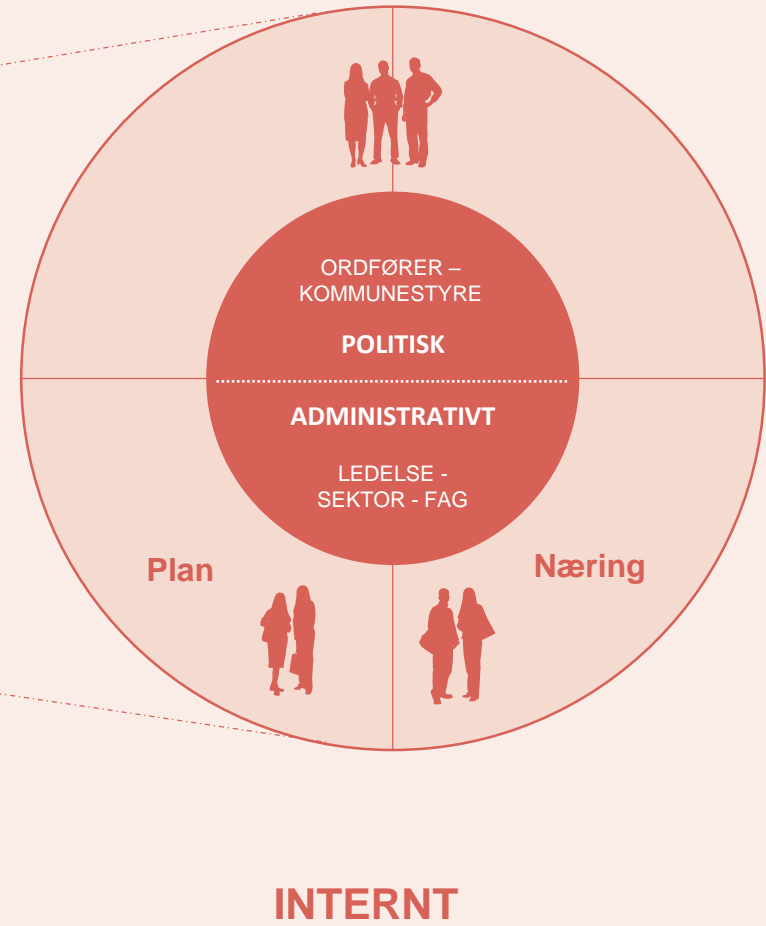 ORDFØRER –
KOMMUNESTYRE
POLITISK
ADMINISTRATIVT
LEDELSE -
SEKTOR - FAG
Plan
Næring
INTERNT